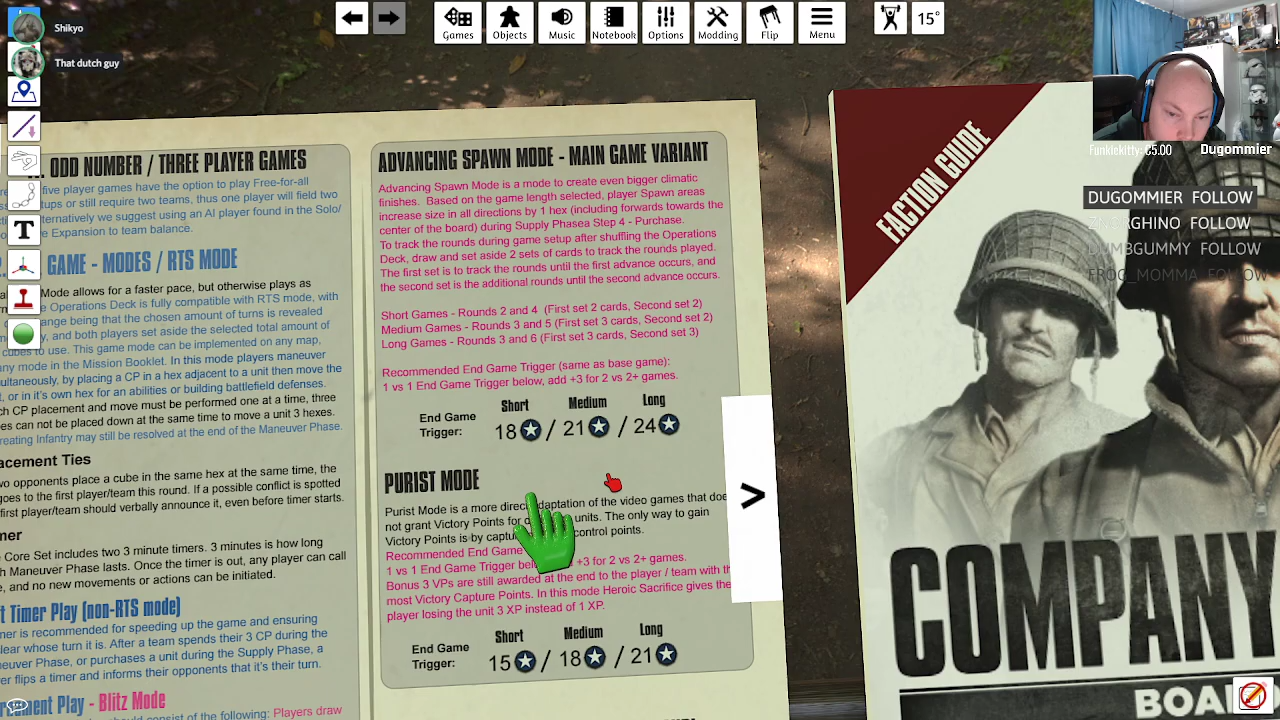 Shikyo
That dutch guy
Games
Objects
Music
Notebook
Options
Modding
Flip
Menu
15°
Funklekitty: €5.00
Dugommier
DUGOMMIER FOLLOW
FOLLOW
DUMBGUMMY FOLLOW
FROG_MOMMA FOLLOW
ODD NUMBER / THREE PLAYER GAMES
five player games have the option to play Free-for-all
or still require two teams, thus one player will field two
we suggest using an AI player found in the Solo/
Expansion to team balance.
GAME - MODES / RTS MODE
Mode allows for a faster pace, but otherwise plays as
Operations Deck is fully compatible with RTS mode, with
being that the chosen amount of turns is revealed
and both players set aside the selected total amount of
cubes to use. This game mode can be implemented on any map,
any mode in the Mission Booklet. In this mode players maneuver
by placing a CP in a hex adjacent to a unit then move the
or in it's own hex for an abilities or building battlefield defenses.
CP placement and move must be performed one at a time, three
can not be placed down at the same time to move a unit 3 hexes.
Infantry may still be resolved at the end of the Maneuver Phase.
Ties
opponents place a cube in the same hex at the same time, the
goes to the first player/team this round. If a possible conflict is spotted
first player/team should verbally announce it, even before timer starts.
Core Set includes two 3 minute timers. 3 minutes is how long
Maneuver Phase lasts. Once the timer is out, any player can call
and no new movements or actions can be initiated.
Timer Play (non-RTS mode)
is recommended for speeding up the game and ensuring
clear whose turn it is. After a team spends their 3 CP during the
Phase, or purchases a unit during the Supply Phase, a
flips a timer and informs their opponents that it's their turn.
Play - Blitz Mode
should consist of the following: Players draw
ADVANCING SPAWN MODE - MAIN GAME VARIANT
Advancing Spawn Mode is a mode to create even bigger climatic
finishes. Based on the game length selected, player Spawn areas
increase size in all directions by 1 hex (including forwards towards the
center of the board) during Supply Phasea Step 4 - Purchase.
To track the rounds during game setup after shuffling the Operations
Deck, draw and set aside 2 sets of cards to track the rounds played.
The first set is to track the rounds until the first advance occurs, and
the second set is the additional rounds until the second advance occurs.
Short Games - Rounds 2 and 4 (First set 2 cards, Second set 2)
Medium Games - Rounds 3 and 5 (First set 3 cards, Second set 2)
Long Games - Rounds 3 and 6 (First set 3 cards, Second set 3)
Recommended End Game Trigger (same as base game):
1 vs 1 End Game Trigger below, add +3 for 2 vs 2+ games.
Short Medium Long
End Game
Trigger: 18 / 21 / 24
PURIST MODE
Purist Mode is a more direct adaptation of the video games that
not grant Victory Points for units. The only way to gain
Victory Points is by control points.
Recommended End Game
1 vs 1 End Game Trigger +3 for 2 vs 2+ games.
Bonus 3 VPs are still awarded at the end to the player / team with
most Victory Capture Points. In this mode Heroic Sacrifice gives the
player losing the unit 3 XP instead of 1 XP.
Short Medium Long
End Game
Trigger: 15 / 18 / 21
>
FACTION GUIDE
COMPANY